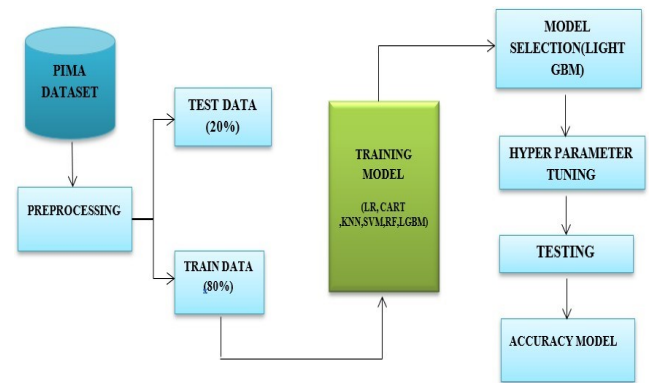 PIMA
DATASET
PREPROCESSING
TEST DATA
(20%)
TRAIN DATA
(80%)
TRAINING
MODEL
(LR, CART
,KNN,SVM,RF,LGBM)
MODEL
SELECTION(LIGHT
GBM)
HYPER PARAMETER
TUNING
TESTING
ACCURACY MODEL